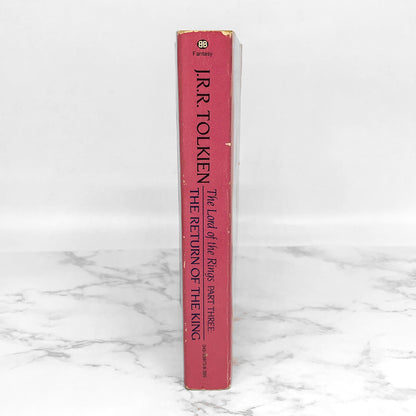 BB
Fantasy
J.R.R. TOLKIEN
The Lord of the Rings PART THREE:
THE RETURN OF THE KING